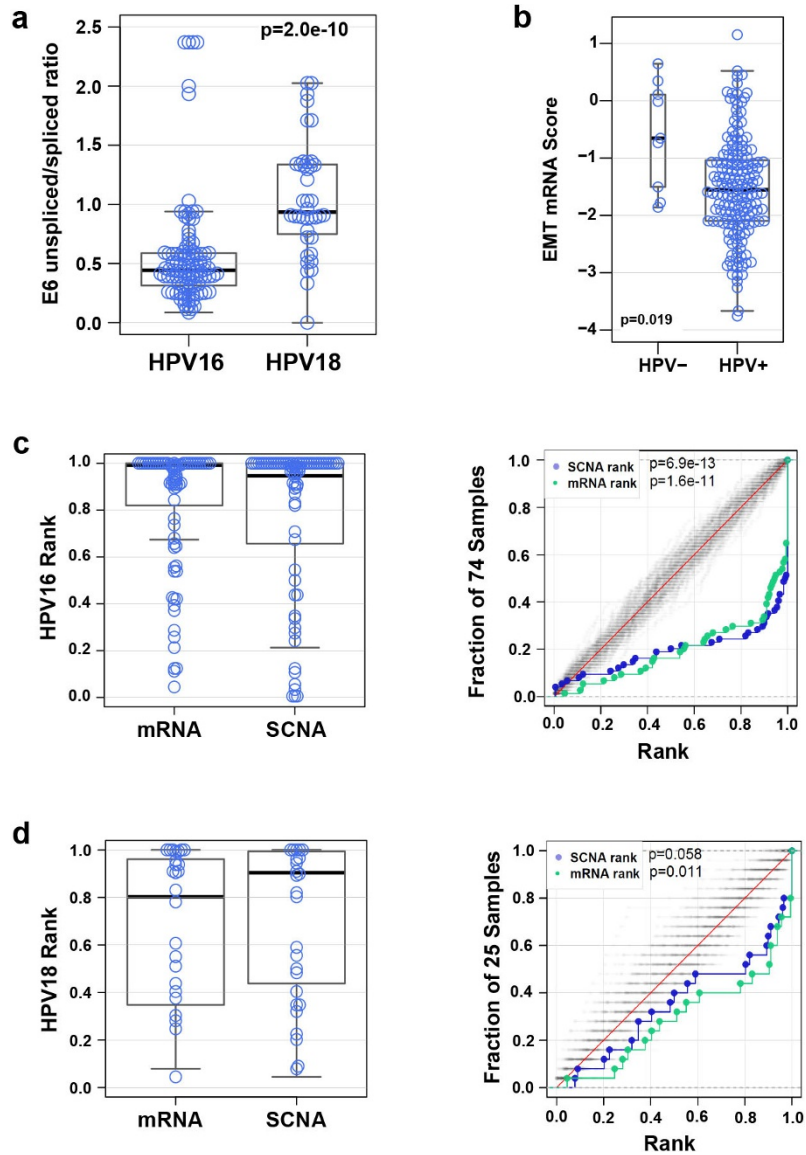 a
p=2.0e-10
E6 unspliced/spliced ratio
2.5
2.0
1.5
1.0
0.5
0.0
HPV16 HPV18
b
EMT mRNA Score
1
0
−1
−2
−3
−4
p=0.019
HPV− HPV+
c
HPV16 Rank
1.0
0.8
0.6
0.4
0.2
0.0
mRNA SCNA
Fraction of 74 Samples
1.0
0.8
0.6
0.4
0.2
0.0
SCNA rank p=6.9e-13
mRNA rank p=1.6e-11
0.0 0.2 0.4 0.6 0.8 1.0
Rank
d
HPV18 Rank
1.0
0.8
0.6
0.4
0.2
0.0
mRNA SCNA
Fraction of 25 Samples
1.0
0.8
0.6
0.4
0.2
0.0
SCNA rank p=0.058
mRNA rank p=0.011
0.0 0.2 0.4 0.6 0.8 1.0
Rank